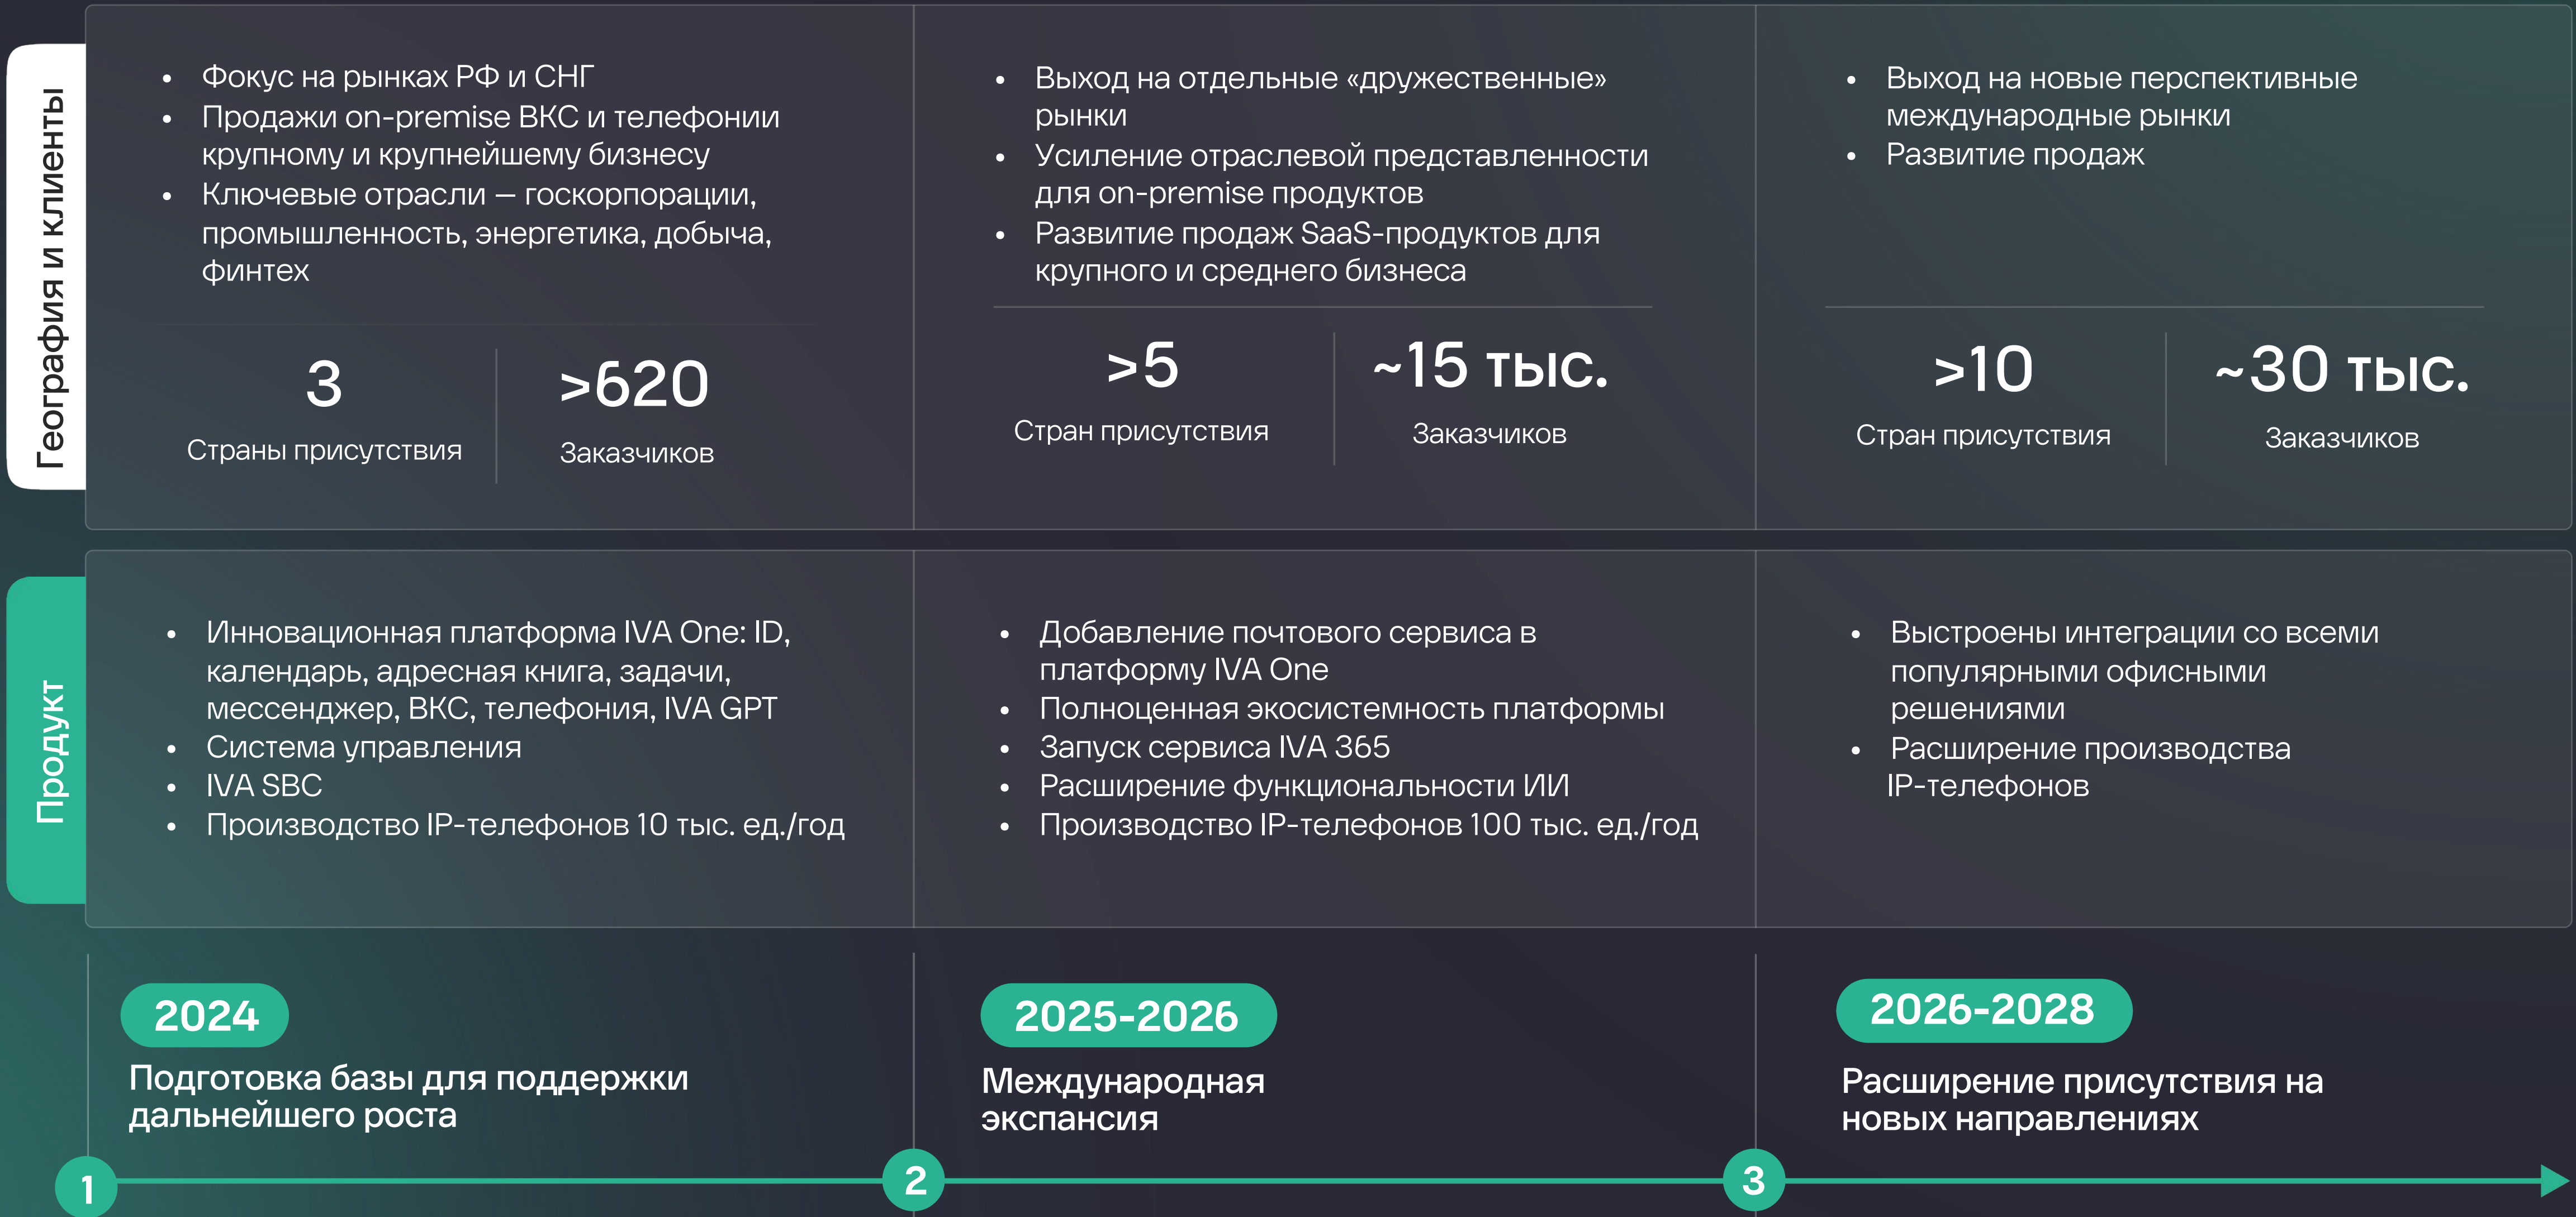 География и клиенты
• Фокус на рынках РФ и СНГ
• Продажи on-premise ВКС и телефонии
крупному и крупнейшему бизнесу
• Ключевые отрасли – госкорпорации,
промышленность, энергетика, добыча,
финтех
3
Страны присутствия
>620
Заказчиков
• Выход на отдельные «дружественные»
рынки
• Усиление отраслевой представленности
для on-premise продуктов
• Развитие продаж SaaS-продуктов для
крупного и среднего бизнеса
>5
Стран присутствия
~15 тыс.
Заказчиков
• Выход на новые перспективные
международные рынки
• Развитие продаж
>10
Стран присутствия
~30 тыс.
Заказчиков
Продукт
• Инновационная платформа IVA One: ID,
календарь, адресная книга, задачи,
мессенджер, ВКС, телефония, IVA GPT
• Система управления
• IVA SBC
• Производство IP-телефонов 10 тыс. ед./год
• Добавление почтового сервиса в
платформу IVA One
• Полноценная экосистемность платформы
• Запуск сервиса IVA 365
• Расширение функциональности ИИ
• Производство IP-телефонов 100 тыс. ед./год
• Выстроены интеграции со всеми
популярными офисными
решениями
• Расширение производства
IP-телефонов
2024
Подготовка базы для поддержки
дальнейшего роста
2025-2026
Международная
экспансия
2026-2028
Расширение присутствия на
новых направлениях
1
2
3